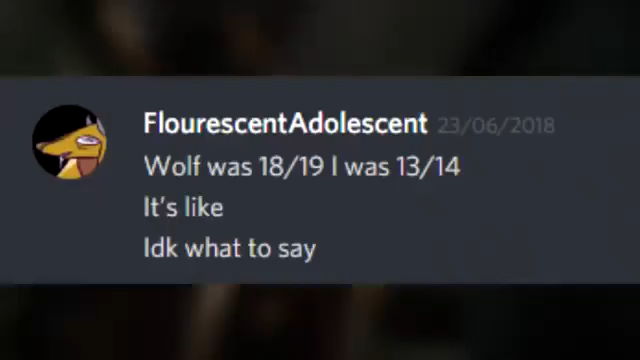 FlourescentAdolescent 23/06/2018
Wolf was 18/19 I was 13/14
It's like
Idk what to say